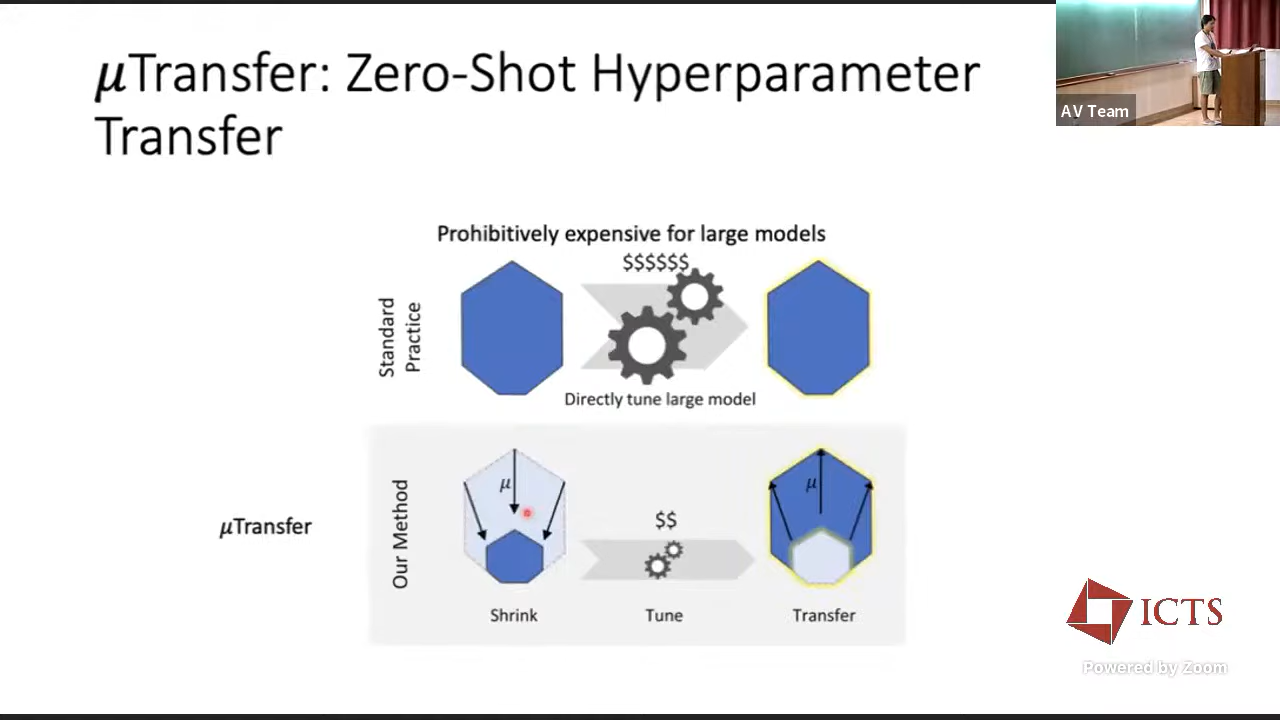 μTransfer: Zero-Shot Hyperparameter
Transfer
AV Team
Prohibitively expensive for large models
$$$$$$
Standard
Practice
Directly tune large model
μTransfer
Our Method
μ
$$
μ
Shrink
Tune
Transfer
ICTS
Powered by Zoom